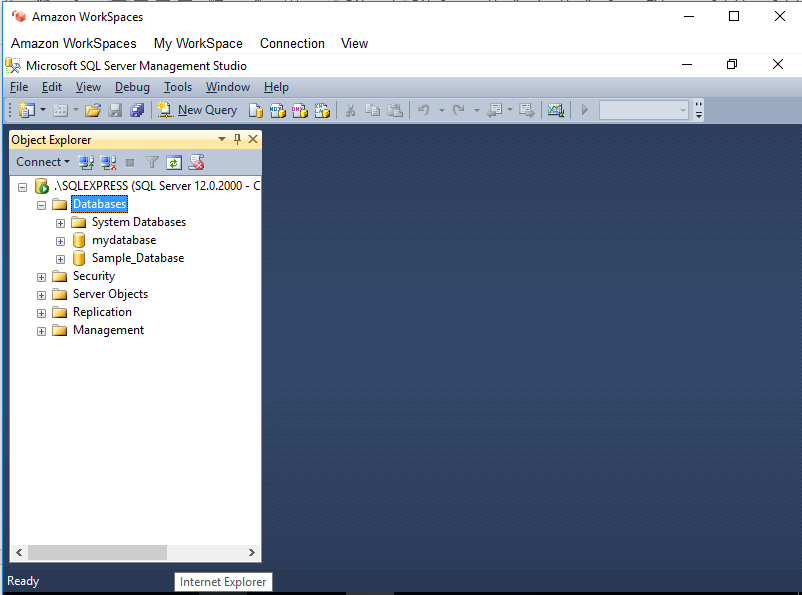 Amazon WorkSpaces
Amazon WorkSpaces My WorkSpace Connection View
Microsoft SQL Server Management Studio
File Edit View Debug Tools Window Help
New Query
Object Explorer
Connect
.\SQLEXPRESS (SQL Server 12.0.2000 - C
Databases
System Databases
mydatabase
Sample_Database
Security
Server Objects
Replication
Management
Ready
Internet Explorer